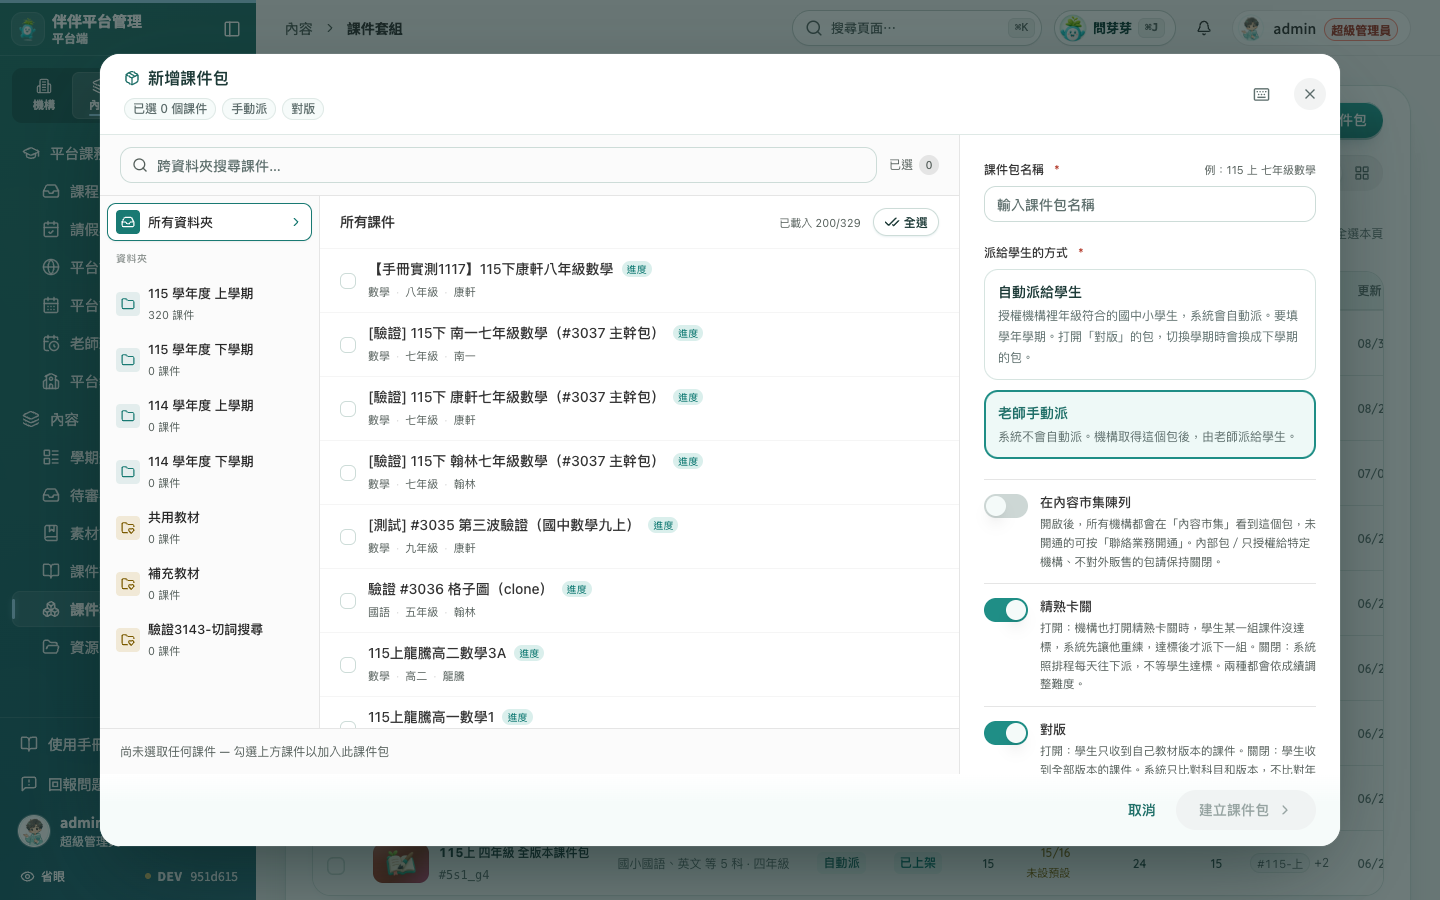 伴伴平台管理
平台端
內容
課件套組
搜尋頁面…
⌘K
問芽芽
⌘J
admin
超級管理員
機構
平台課
課程
請假
平台
平台
老師
平台
內容
學期
待審
素材
課件
課件
資源
使用手冊
回報問題
admin
超級管理
省眼
DEV 951d615
新增課件包
已選 0 個課件
手動派
對版
跨資料夾搜尋課件...
已選 0
所有資料夾
資料夾
115 學年度 上學期
320 課件
115 學年度 下學期
0 課件
114 學年度 上學期
0 課件
114 學年度 下學期
0 課件
共用教材
0 課件
補充教材
0 課件
驗證3143-切詞搜尋
0 課件
所有課件
已載入 200/329
全選
【手冊實測1117】115下康軒八年級數學 進度
數學 · 八年級 · 康軒
[驗證] 115下 南一七年級數學（#3037 主幹包） 進度
數學 · 七年級 · 南一
[驗證] 115下 康軒七年級數學（#3037 主幹包） 進度
數學 · 七年級 · 康軒
[驗證] 115下 翰林七年級數學（#3037 主幹包） 進度
數學 · 七年級 · 翰林
[測試] #3035 第三波驗證（國中數學九上） 進度
數學 · 九年級 · 康軒
驗證 #3036 格子圖（clone） 進度
國語 · 五年級 · 翰林
115上龍騰高二數學3A 進度
數學 · 高二 · 龍騰
115上龍騰高一數學1 進度
尚未選取任何課件 — 勾選上方課件以加入此課件包
課件包名稱 *
例：115 上 七年級數學
輸入課件包名稱
派給學生的方式 *
自動派給學生
授權機構裡年級符合的國中小學生，系統會自動派。要填
學年學期。打開「對版」的包，切換學期時會換成下學期
的包。
老師手動派
系統不會自動派。機構取得這個包後，由老師派給學生。
在內容市集陳列
開啟後，所有機構都會在「內容市集」看到這個包，未
開通的可按「聯絡業務開通」。內部包 / 只授權給特定
機構、不對外販售的包請保持關閉。
精熟卡關
打開：機構也打開精熟卡關時，學生某一組課件沒達
標，系統先讓他重練，達標後才派下一組。關閉：系統
照排程每天往下派，不等學生達標。兩種都會依成績調
整難度。
對版
打開：學生只收到自己教材版本的課件。關閉：學生收
到全部版本的課件。系統只比對科目和版本，不比對年
取消
建立課件包
件包
全選本頁
更新
08/3
08/2
07/0
06/2
06/2
06/2
06/2
06/2
115上 四年級 全版本課件包
#5s1_g4
國小國語、英文 等 5 科 · 四年級
自動派
已上架
15
15/16
未設預設
24
15
#115-上
+2
06/2